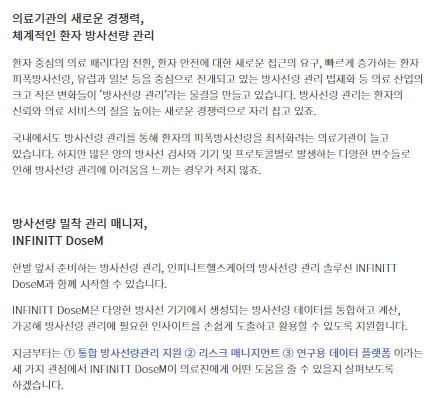 의료기관의 새로운 경쟁력,
체계적인 환자 방사선량 관리
환자 중심의 의료 패러다임 전환, 환자 안전에 대한 새로운 접근의 요구, 빠르게 증가하는 환자
피폭방사선량, 유럽과 일본 등을 중심으로 전개되고 있는 방사선량 관리 법제화 등 의료 산업의
크고 작은 변화들이 '방사선량 관리'라는 물결을 만들고 있습니다. 방사선량 관리는 환자의
신뢰와 의료 서비스의 질을 높이는 새로운 경쟁력으로 자리 잡고 있죠.
국내에서도 방사선량 관리를 통해 환자의 피폭방사선량을 최적화려는 의료기관이 늘고
있습니다. 하지만 많은 양의 방사선 검사와 기기 및 프로토콜별로 발생하는 다양한 변수들로
인해 방사선량 관리에 어려움을 느끼는 경우가 적지 않죠.
방사선량 밀착 관리 매니저,
INFINITT DoseM
한발 앞서 준비하는 방사선량 관리, 인피니트헬스케어의 방사선량 관리 솔루션 INFINITT
DoseM과 함께 시작할 수 있습니다.
INFINITT DoseM은 다양한 방사선 기기에서 생성되는 방사선량 데이터를 통합하고 계산,
가공해 방사선량 관리에 필요한 인사이트를 손쉽게 도출하고 활용할 수 있도록 지원합니다.
지금부터는 ① 통합 방사선량관리 지원 ② 리스크 매니지먼트 ③ 연구용 데이터 플랫폼 이라는
세 가지 관점에서 INFINITT DoseM이 의료진에게 어떤 도움을 줄 수 있을지 살펴보도록
하겠습니다.